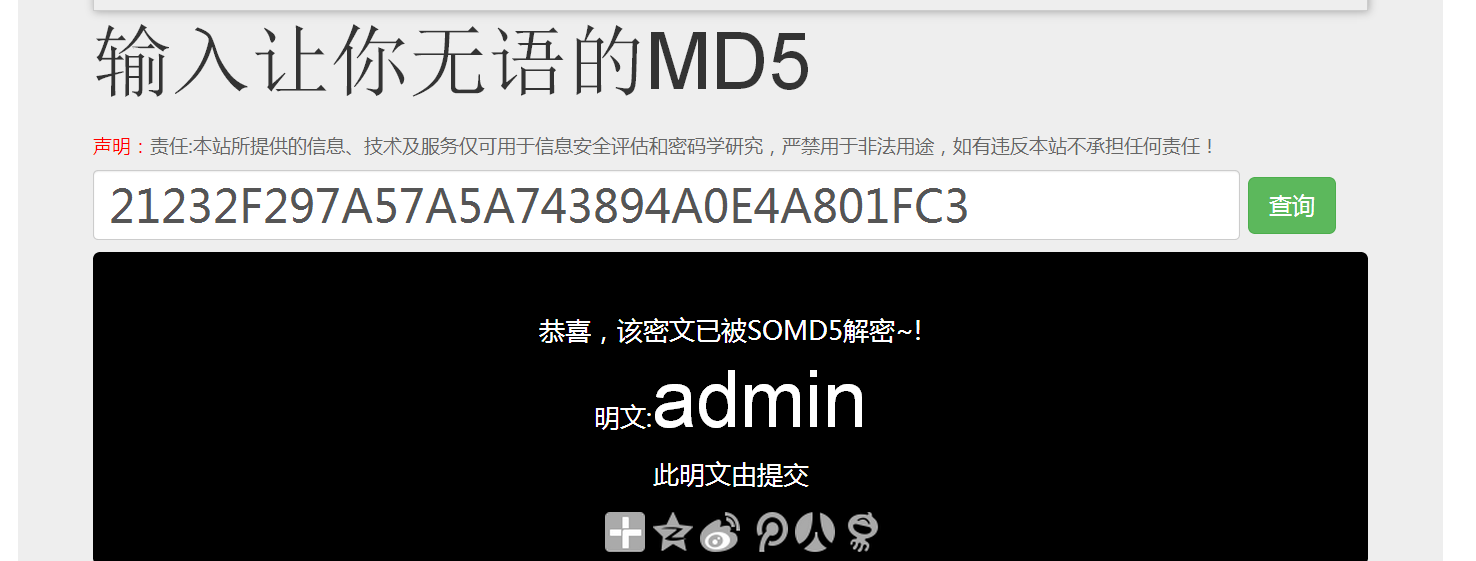 输入让你无语的MD5
声明：责任:本站所提供的信息、技术及服务仅可用于信息安全评估和密码学研究，严禁用于非法用途，如有违反本站不承担任何责任！
21232F297A57A5A743894A0E4A801FC3 查询
恭喜，该密文已被SOMD5解密~!
明文:admin
此明文由提交